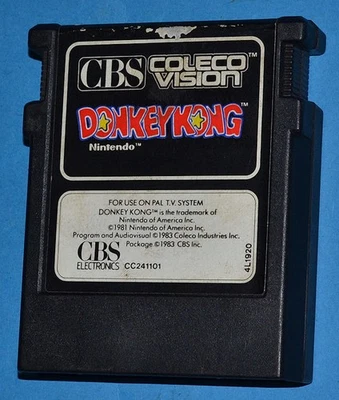 CBS COLECO VISION™
DONKEY KONG™
Nintendo™
FOR USE ON PAL T.V. SYSTEM
DONKEY KONG™ is the trademark of
Nintendo of America Inc.
©1981 Nintendo of America Inc.
Program and Audiovisual ©1983 Coleco Industries Inc.
Package ©1983 CBS Inc.
CBS
ELECTRONICS CC241101
4L1920